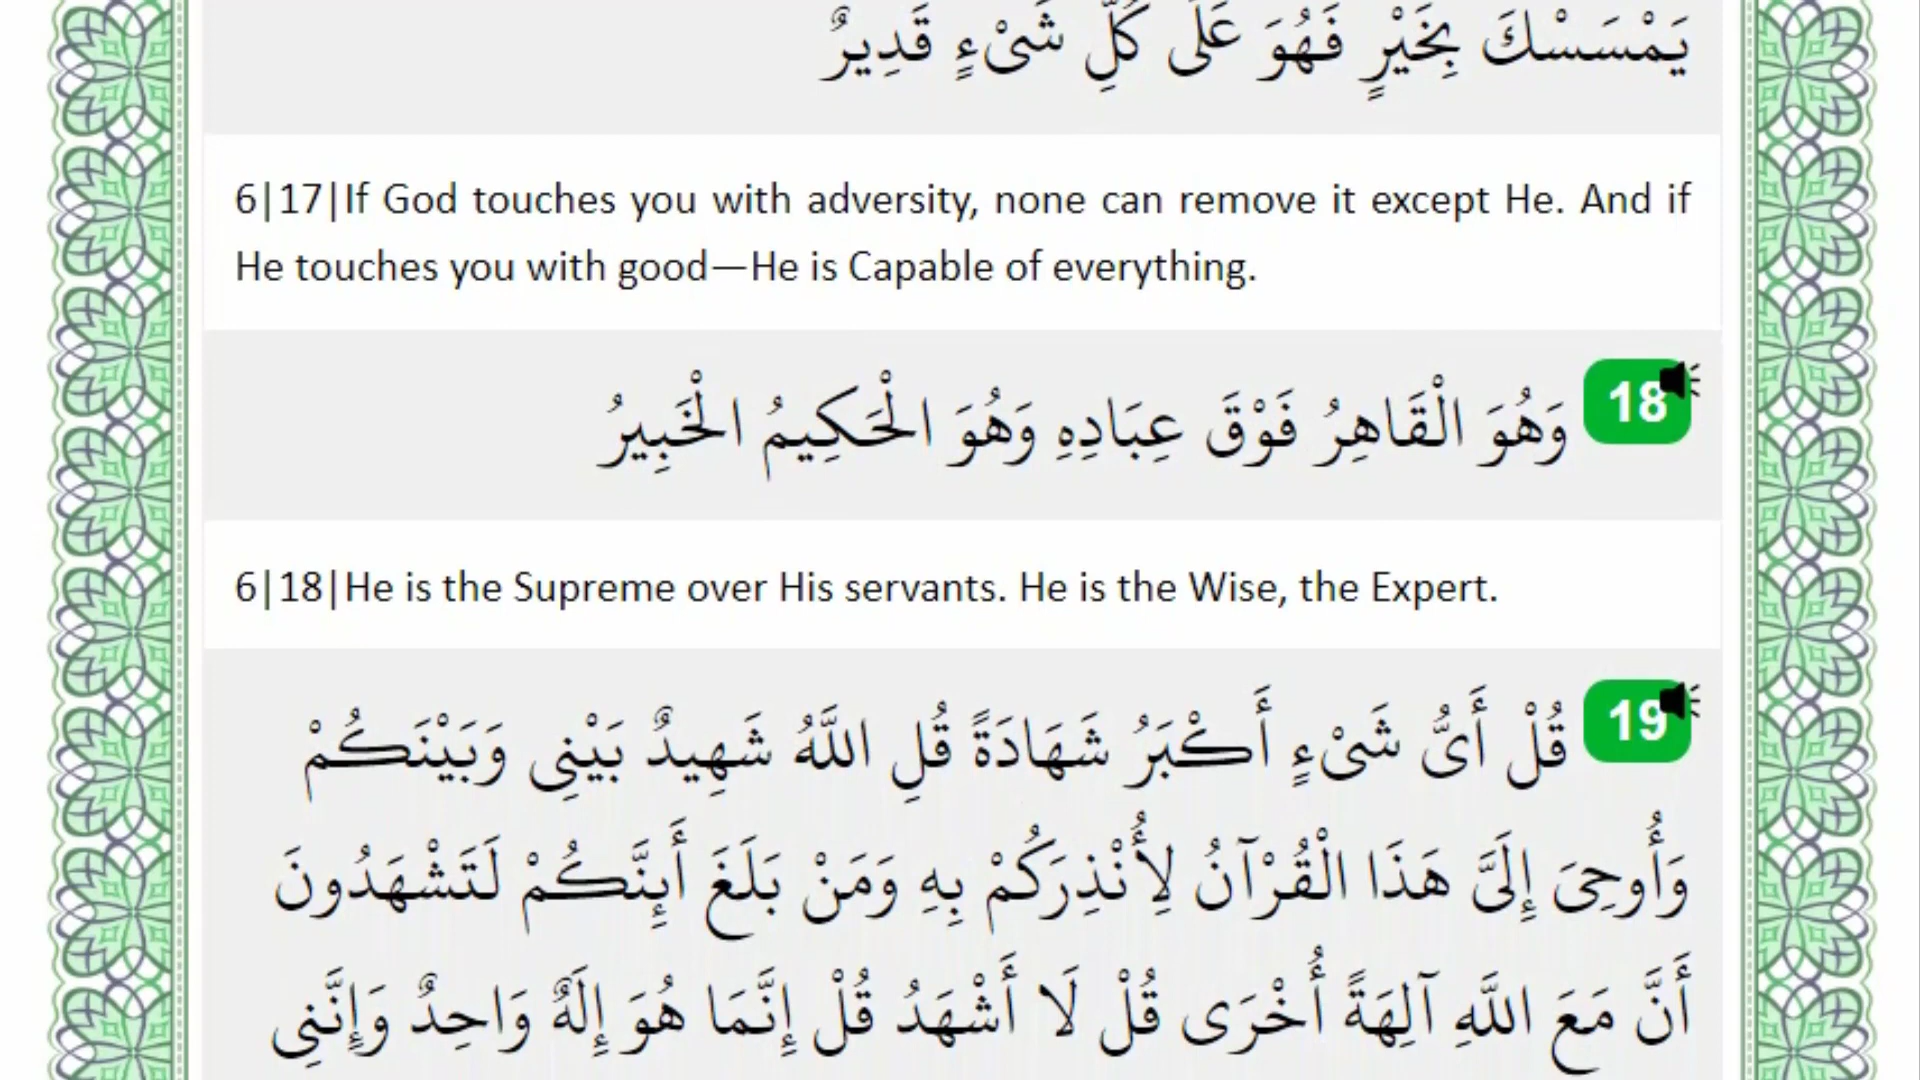 يَمْسَسْكَ بِخَيْرٍ فَهُوَ عَلَى كُلِّ شَىْءٍ قَدِيرٌ
6|17|If God touches you with adversity, none can remove it except He. And if
He touches you with good—He is Capable of everything.
18 وَهُوَ الْقَاهِرُ فَوْقَ عِبَادِهِ وَهُوَ الْحَكِيمُ الْخَبِيرُ
6|18|He is the Supreme over His servants. He is the Wise, the Expert.
19 قُلْ أَىُّ شَىْءٍ أَكْبَرُ شَهَادَةً قُلِ اللَّهُ شَهِيدٌ بَيْنِى وَبَيْنَكُمْ
وَأُوحِىَ إِلَىَّ هَذَا الْقُرْآنُ لِأُنْذِرَكُمْ بِهِ وَمَنْ بَلَغَ أَئِنَّكُمْ لَتَشْهَدُونَ
أَنَّ مَعَ اللَّهِ آلِهَةً أُخْرَى قُلْ لَا أَشْهَدُ قُلْ إِنَّمَا هُوَ إِلَهٌ وَاحِدٌ وَإِنَّنِى